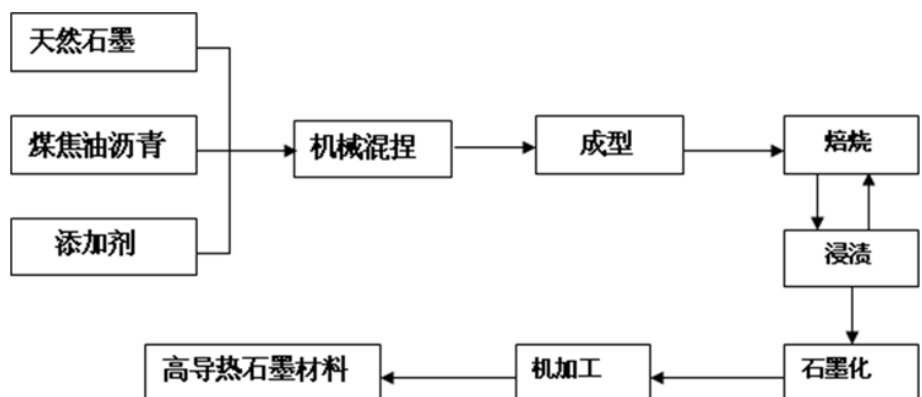 天然石墨
煤焦油沥青
添加剂
机械混捏
成型
焙烧
浸渍
石墨化
机加工
高导热石墨材料